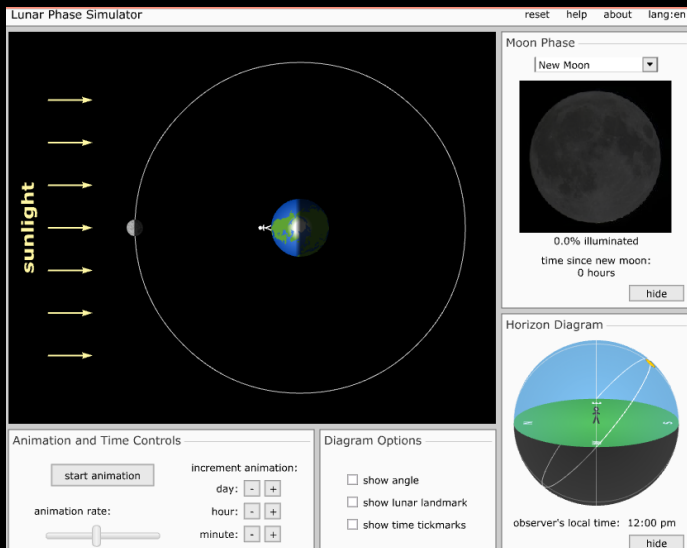 Lunar Phase Simulator
reset help about lang:en
sunlight
Moon Phase
New Moon
0.0% illuminated
time since new moon:
0 hours
hide
Horizon Diagram
N
S
observer's local time: 12:00 pm
hide
Animation and Time Controls
start animation
increment animation:
day: - +
hour: - +
minute: - +
animation rate:
Diagram Options
show angle
show lunar landmark
show time tickmarks